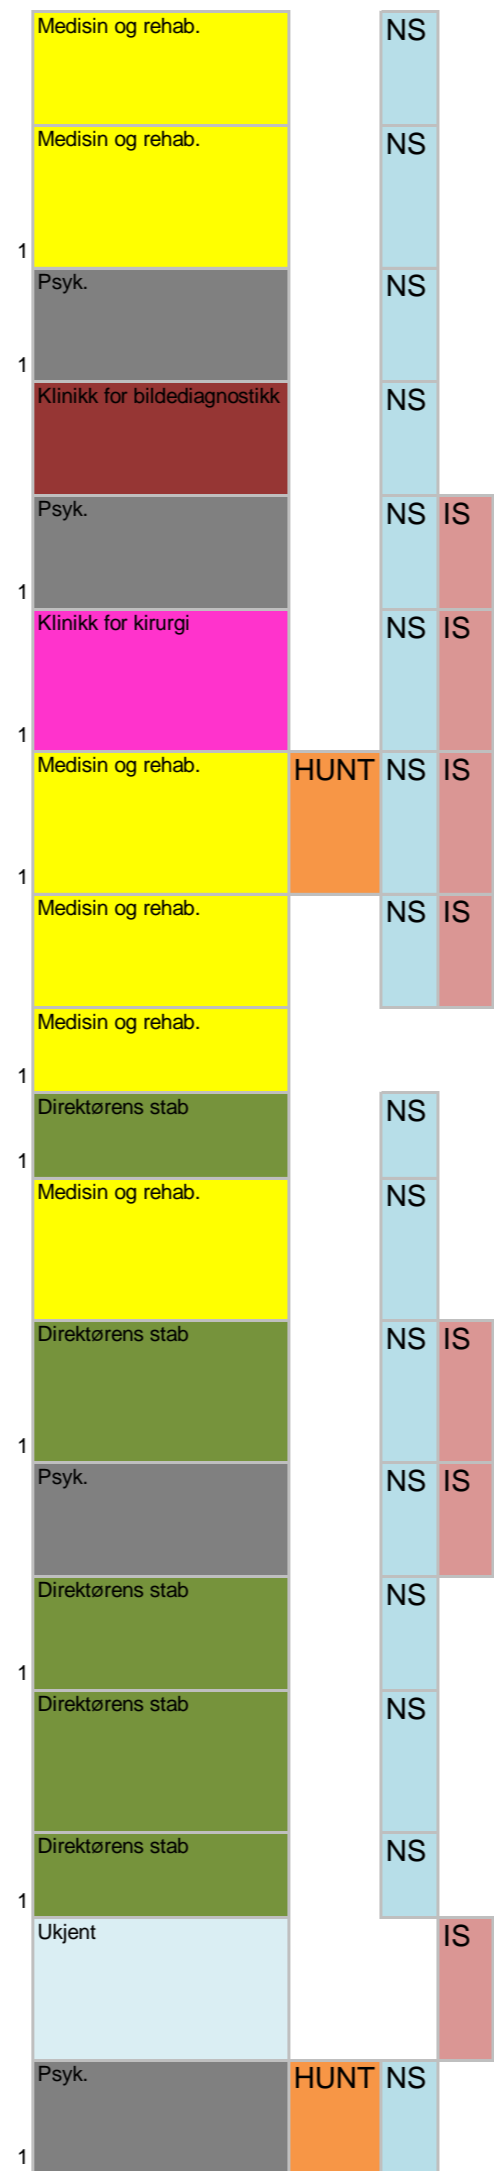 Medisin og rehab. NS
Medisin og rehab. NS
1
Psyk. NS
1
Klinikk for bildediagnostikk NS
Psyk. NS IS
1
Klinikk for kirurgi NS IS
1
Medisin og rehab. HUNT NS IS
1
Medisin og rehab. NS IS
Medisin og rehab.
1
Direktørens stab NS
1
Medisin og rehab. NS
Direktørens stab NS IS
1
Psyk. NS IS
Direktørens stab NS
1
Direktørens stab NS
Direktørens stab NS
1
Ukjent IS
Psyk. HUNT NS
1